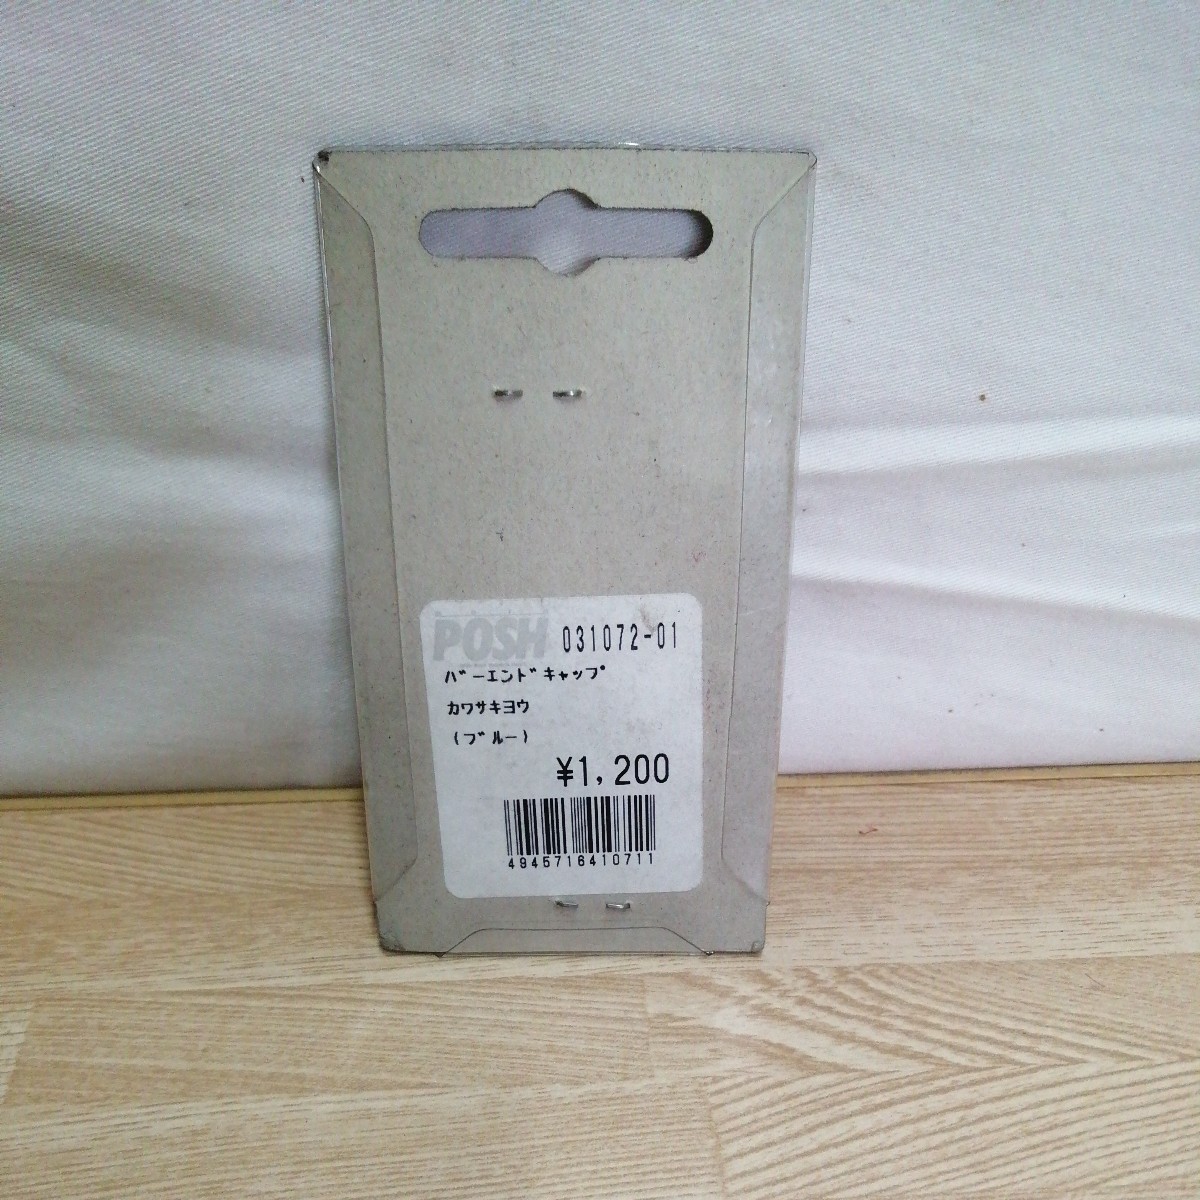 POSH 031072-01
バーエンドキャップ
カワサキヨウ
(ブルー)
¥1,200
4945716410711